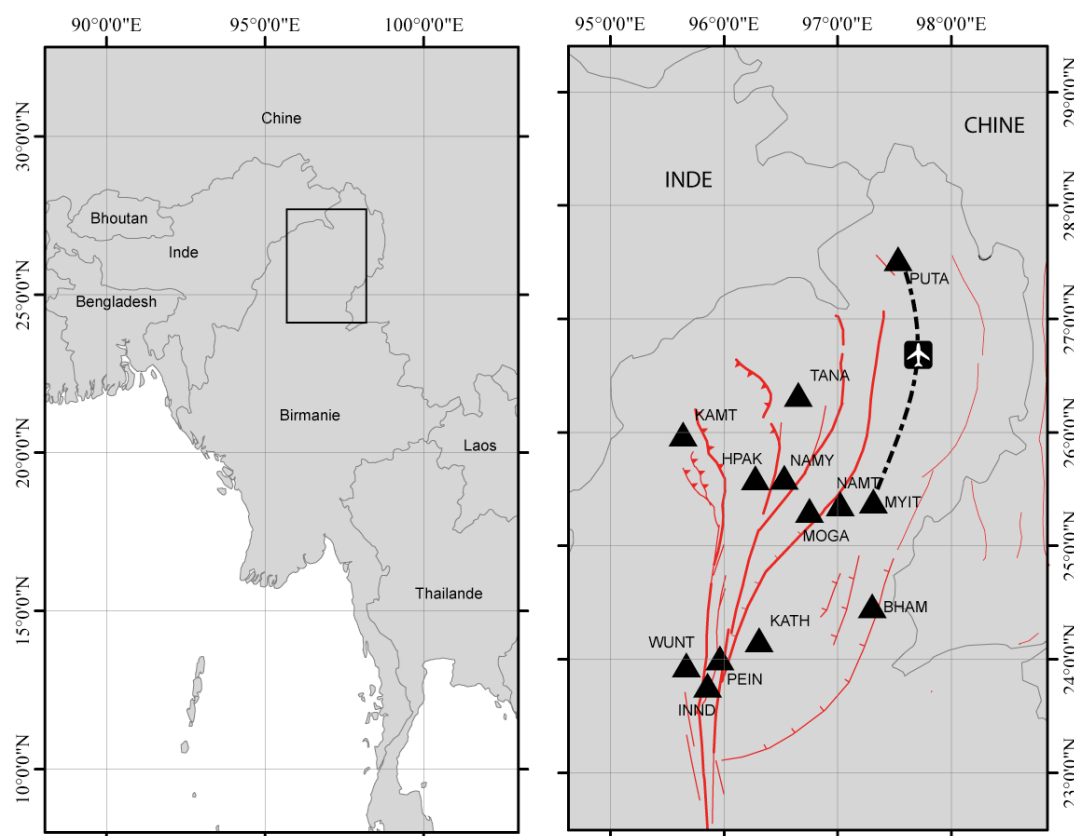 90°0'0"E
95°0'0"E
100°0'0"E
30°0'0"N
25°0'0"N
20°0'0"N
15°0'0"N
10°0'0"N
Chine
Bhoutan
Inde
Bengladesh
Birmanie
Laos
Thailande
95°0'0"E
96°0'0"E
97°0'0"E
98°0'0"E
29°0'0"N
28°0'0"N
27°0'0"N
26°0'0"N
25°0'0"N
24°0'0"N
23°0'0"N
CHINE
INDE
PUTA
TANA
KAMT
HPAK
NAMY
NAMT
MYIT
MOGA
BHAM
KATH
WUNT
PEIN
INND